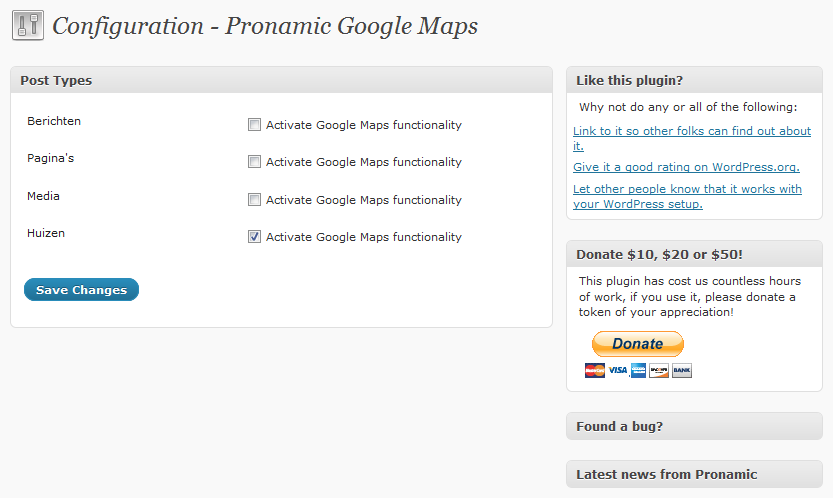 Configuration - Pronamic Google Maps
Post Types
Berichten
Activate Google Maps functionality
Pagina's
Activate Google Maps functionality
Media
Activate Google Maps functionality
Huizen
Activate Google Maps functionality
Save Changes
Like this plugin?
Why not do any or all of the following:
Link to it so other folks can find out about
it.
Give it a good rating on WordPress.org.
Let other people know that it works with
your WordPress setup.
Donate $10, $20 or $50!
This plugin has cost us countless hours
of work, if you use it, please donate a
token of your appreciation!
Donate
MasterCard VISA DISCOVER BANK
Found a bug?
Latest news from Pronamic